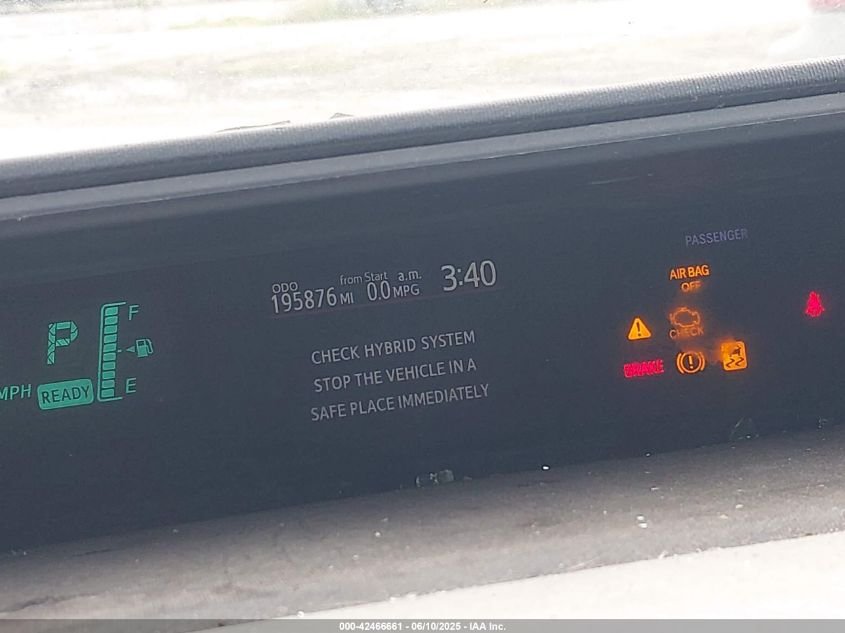 PASSENGER
AIR BAG
OFF
ODO
195876 MI
from Start
0.0 MPG
a.m.
3:40
P
F
MPH
READY
E
CHECK HYBRID SYSTEM
STOP THE VEHICLE IN A
SAFE PLACE IMMEDIATELY
CHECK
000-42466661 - 06/10/2025 - IAA Inc.